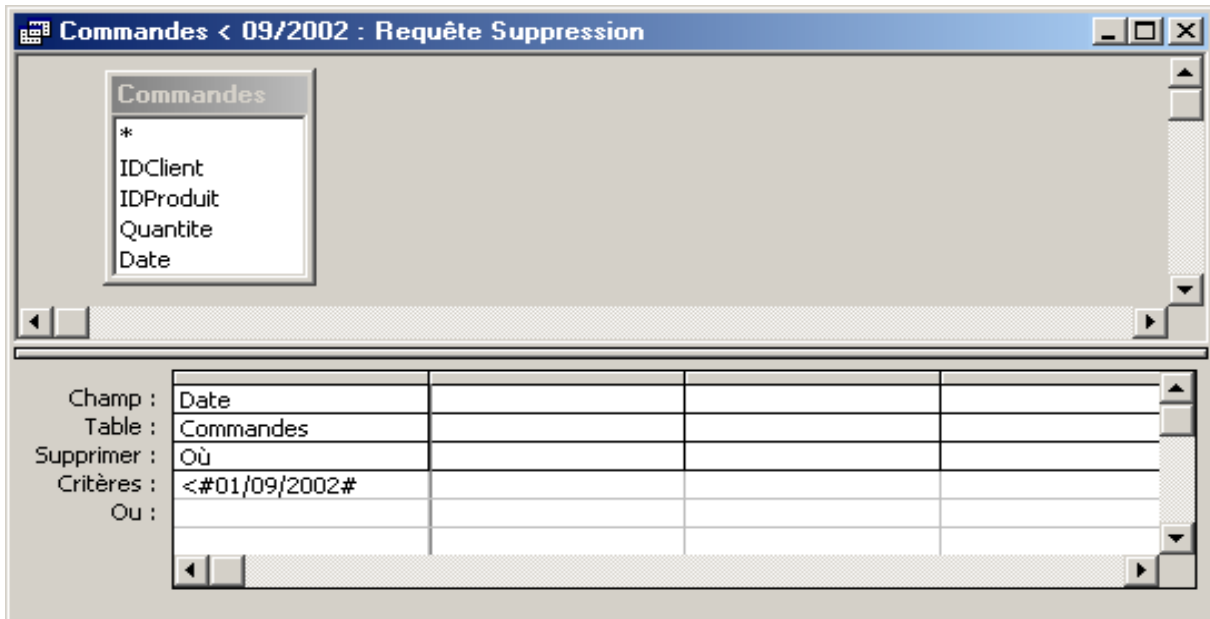 Commandes < 09/2002 : Requête Suppression
Commandes
*
IDClient
IDProduit
Quantite
Date
Champ : Date
Table : Commandes
Supprimer : Où
Critères : <#01/09/2002#
Ou :